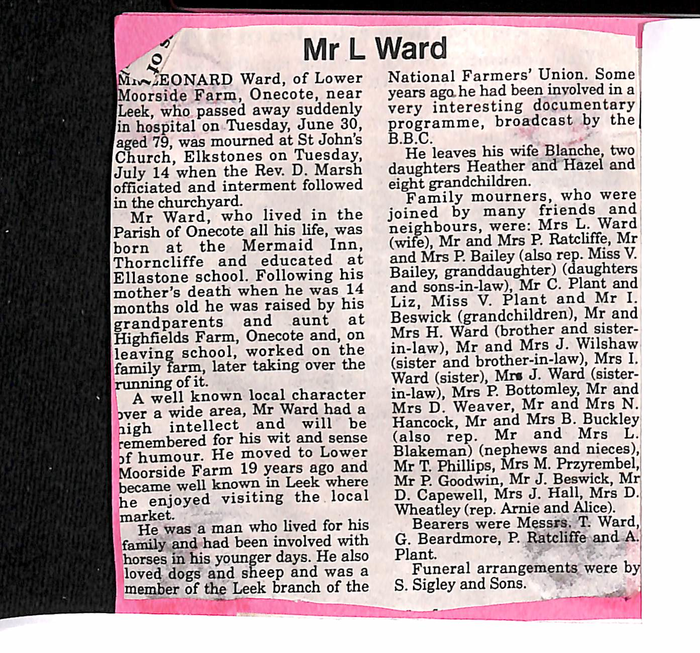 Mr L Ward
MR LEONARD Ward, of Lower
Moorside Farm, Onecote, near
Leek, who passed away suddenly
in hospital on Tuesday, June 30,
aged 79, was mourned at St John's
Church, Elkstones on Tuesday,
July 14 when the Rev. D. Marsh
officiated and interment followed
in the churchyard.
Mr Ward, who lived in the
Parish of Onecote all his life, was
born at the Mermaid Inn,
Thorncliffe and educated at
Ellastone school. Following his
mother's death when he was 14
months old he was raised by his
grandparents and aunt at
Highfields Farm, Onecote and, on
leaving school, worked on the
family farm, later taking over the
running of it.
A well known local character
over a wide area, Mr Ward had a
high intellect and will be
remembered for his wit and sense
of humour. He moved to Lower
Moorside Farm 19 years ago and
became well known in Leek where
he enjoyed visiting the local
market.
He was a man who lived for his
family and had been involved with
horses in his younger days. He also
loved dogs and sheep and was a
member of the Leek branch of the
National Farmers' Union. Some
years ago he had been involved in a
very interesting documentary
programme, broadcast by the
B.B.C.
He leaves his wife Blanche, two
daughters Heather and Hazel and
eight grandchildren.
Family mourners, who were
joined by many friends and
neighbours, were: Mrs L. Ward
(wife), Mr and Mrs P. Ratcliffe, Mr
and Mrs P. Bailey (also rep. Miss V.
Bailey, granddaughter) (daughters
and sons-in-law), Mr C. Plant and
Liz, Miss V. Plant and Mr I.
Beswick (grandchildren), Mr and
Mrs H. Ward (brother and sister-
in-law), Mr and Mrs J. Wilshaw
(sister and brother-in-law), Mrs I.
Ward (sister), Mrs J. Ward (sister-
in-law), Mrs P. Bottomley, Mr and
Mrs D. Weaver, Mr and Mrs N.
Hancock, Mr and Mrs B. Buckley
(also rep. Mr and Mrs L.
Blakeman) (nephews and nieces),
Mr T. Phillips, Mrs M. Przyrembel,
Mr P. Goodwin, Mr J. Beswick, Mr
D. Capewell, Mrs J. Hall, Mrs D.
Wheatley (rep. Arnie and Alice).
Bearers were Messrs. T. Ward,
G. Beardmore, P. Ratcliffe and A.
Plant.
Funeral arrangements were by
S. Sigley and Sons.